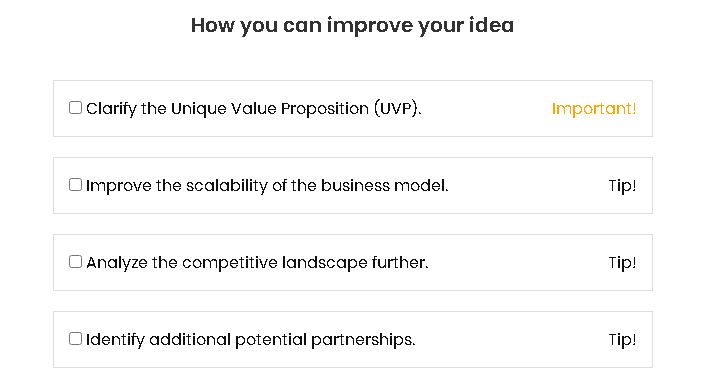 How you can improve your idea
Clarify the Unique Value Proposition (UVP). Important!
Improve the scalability of the business model. Tip!
Analyze the competitive landscape further. Tip!
Identify additional potential partnerships. Tip!